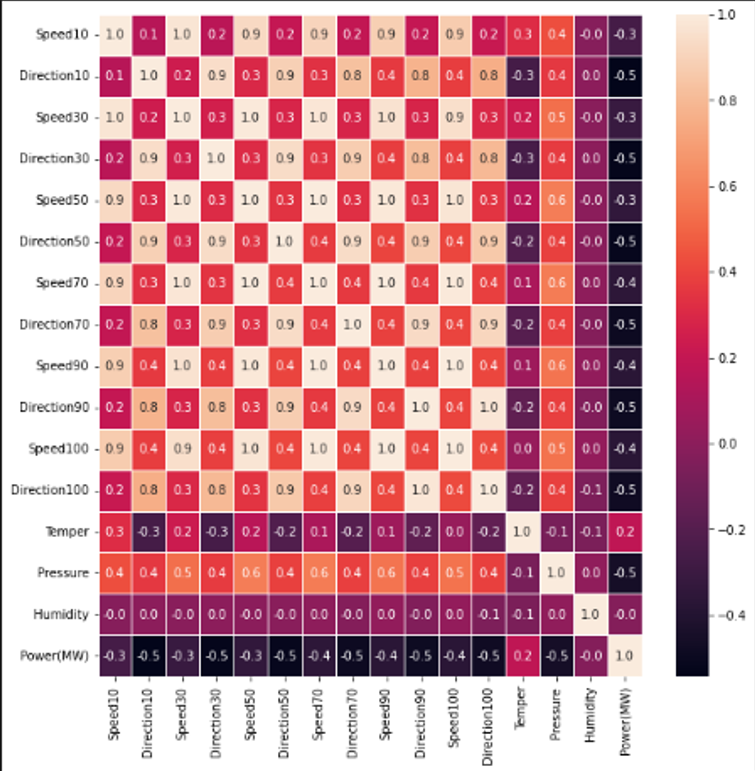 Speed10 1.0 0.1 1.0 0.2 0.9 0.2 0.9 0.2 0.9 0.2 0.9 0.2 0.3 0.4 -0.0 -0.3
Direction10 0.1 1.0 0.2 0.9 0.3 0.9 0.3 0.8 0.4 0.8 0.4 0.8 -0.3 0.4 0.0 -0.5
Speed30 1.0 0.2 1.0 0.3 1.0 0.3 1.0 0.3 1.0 0.3 0.9 0.3 0.2 0.5 -0.0 -0.3
Direction30 0.2 0.9 0.3 1.0 0.3 0.9 0.3 0.9 0.4 0.8 0.4 0.8 -0.3 0.4 0.0 -0.5
Speed50 0.9 0.3 1.0 0.3 1.0 0.3 1.0 0.3 1.0 0.3 1.0 0.3 0.2 0.6 -0.0 -0.3
Direction50 0.2 0.9 0.3 0.9 0.3 1.0 0.4 0.9 0.4 0.9 0.4 0.9 -0.2 0.4 -0.0 -0.5
Speed70 0.9 0.3 1.0 0.3 1.0 0.4 1.0 0.4 1.0 0.4 1.0 0.4 0.1 0.6 -0.0 -0.4
Direction70 0.2 0.8 0.3 0.9 0.3 0.9 0.4 1.0 0.4 0.9 0.4 0.9 -0.2 0.4 -0.0 -0.5
Speed90 0.9 0.4 1.0 0.4 1.0 0.4 1.0 0.4 1.0 0.4 1.0 0.4 0.1 0.6 0.0 -0.4
Direction90 0.2 0.8 0.3 0.8 0.3 0.9 0.4 0.9 0.4 1.0 0.4 1.0 -0.2 0.4 -0.0 -0.5
Speed100 0.9 0.4 0.9 0.4 1.0 0.4 1.0 0.4 1.0 0.4 1.0 0.4 0.0 0.5 0.0 -0.4
Direction100 0.2 0.8 0.3 0.8 0.3 0.9 0.4 0.9 0.4 1.0 0.4 1.0 -0.2 0.4 -0.1 -0.5
Temper 0.3 -0.3 0.2 -0.3 0.2 -0.2 0.1 -0.2 0.1 -0.2 0.0 -0.2 1.0 -0.1 -0.1 0.2
Pressure 0.4 0.4 0.5 0.4 0.6 0.4 0.6 0.4 0.6 0.4 0.5 0.4 -0.1 1.0 0.0 -0.5
Humidity -0.0 0.0 -0.0 0.0 -0.0 -0.0 -0.0 -0.0 0.0 -0.0 0.0 -0.1 -0.1 0.0 1.0 -0.0
Power(MW) -0.3 -0.5 -0.3 -0.5 -0.3 -0.5 -0.4 -0.5 -0.4 -0.5 -0.4 -0.5 0.2 -0.5 -0.0 1.0
Speed10 Direction10 Speed30 Direction30 Speed50 Direction50 Speed70 Direction70 Speed90 Direction90 Speed100 Direction100 Temper Pressure Humidity Power(MW)
1.0
0.8
0.6
0.4
0.2
0.0
−0.2
−0.4